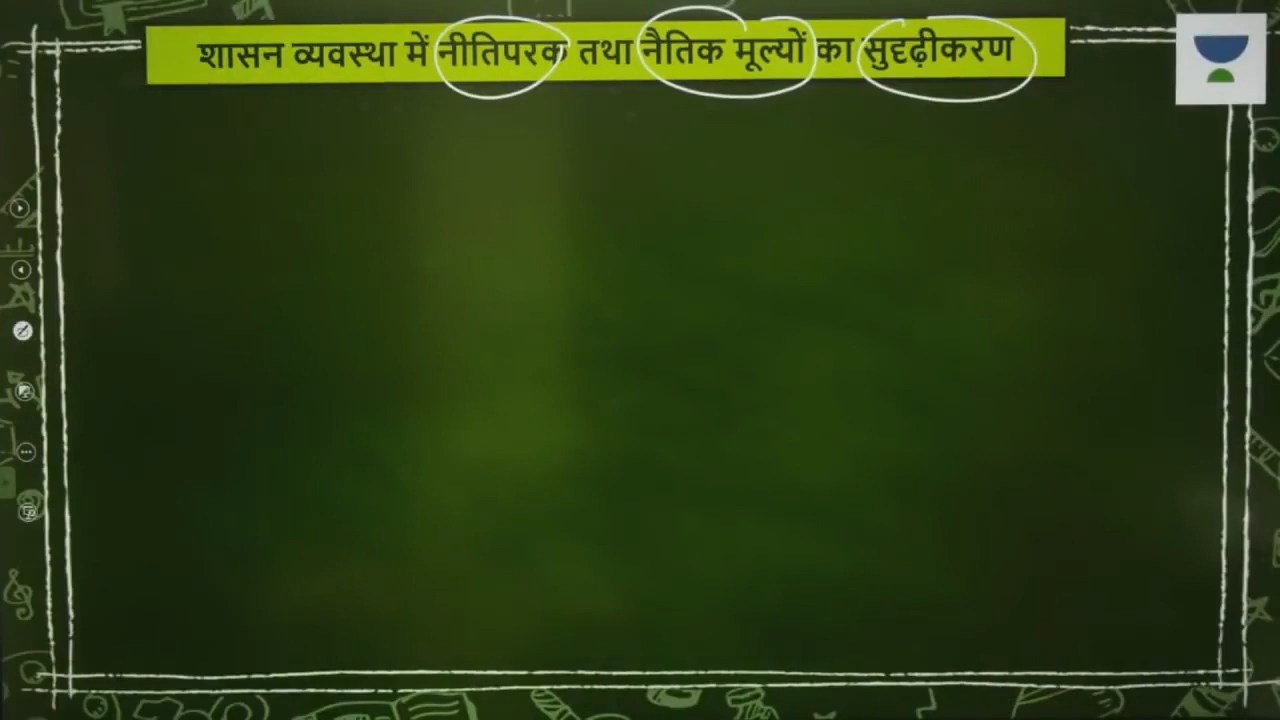 शासन व्यवस्था में नीतिपरक तथा नैतिक मूल्यों का सुदृढ़ीकरण